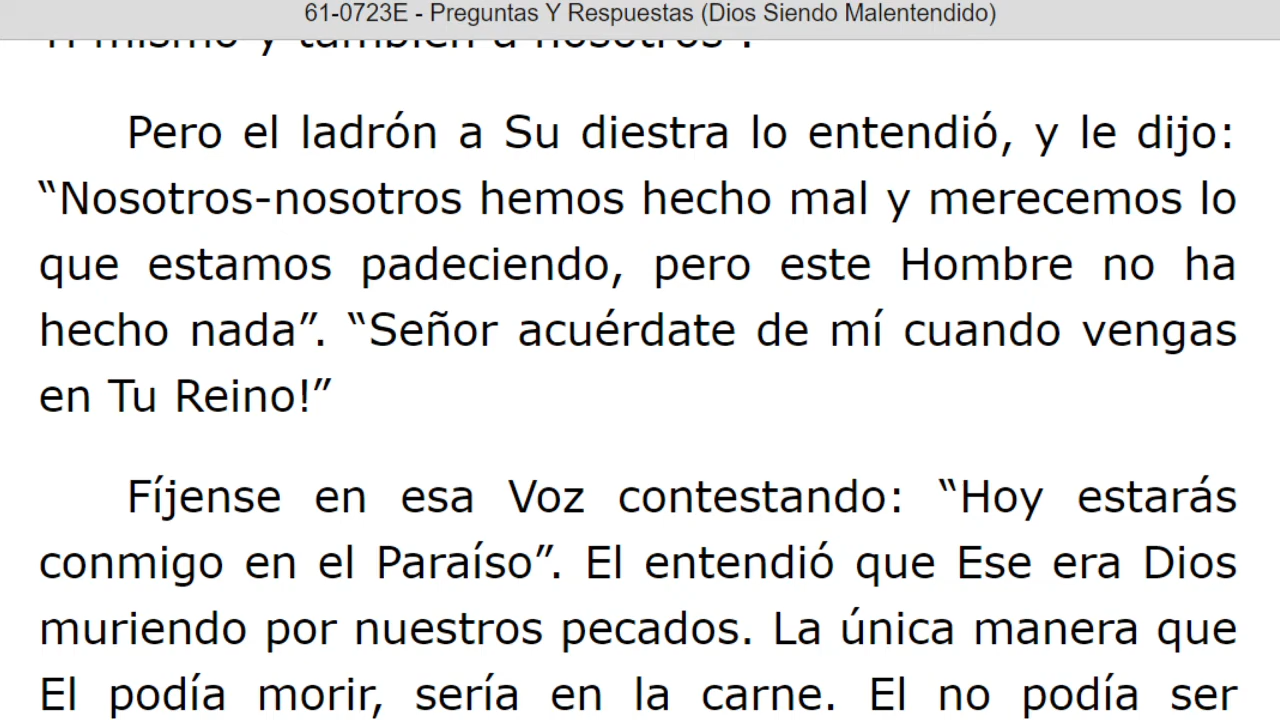 61-0723E - Preguntas Y Respuestas (Dios Siendo Malentendido)
mismo y también a nosotros”.
Pero el ladrón a Su diestra lo entendió, y le dijo:
“Nosotros-nosotros hemos hecho mal y merecemos lo
que estamos padeciendo, pero este Hombre no ha
hecho nada”. “Señor acuérdate de mí cuando vengas
en Tu Reino!”
Fíjense en esa Voz contestando: “Hoy estarás
conmigo en el Paraíso”. El entendió que Ese era Dios
muriendo por nuestros pecados. La única manera que
El podía morir, sería en la carne. El no podía ser